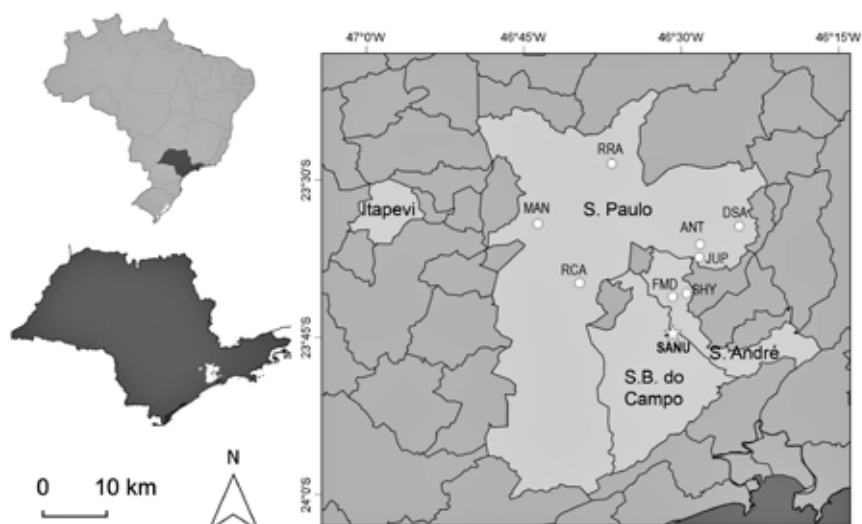 47°0'W 46°45'W 46°30'W 46°15'W
23°30'S
23°45'S
24°0'S
RRA
Itapevi
MAN
S. Paulo
DSA
ANT
JUP
RCA
FMD
SHY
SANU
S. André
S.B. do
Campo
N
0 10 km